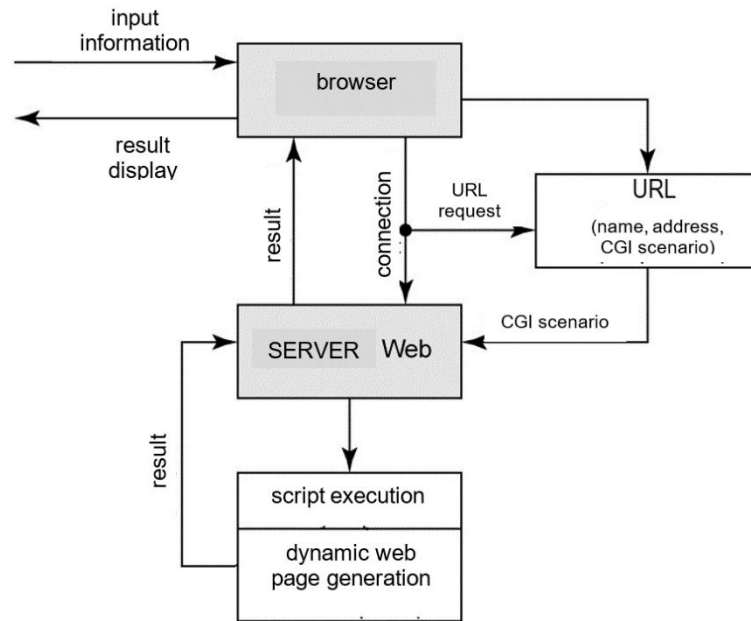 input
information
browser
result
display
URL
request
URL
(name, address,
CGI scenario)
result
connection
CGI scenario
SERVER Web
result
script execution
dynamic web
page generation